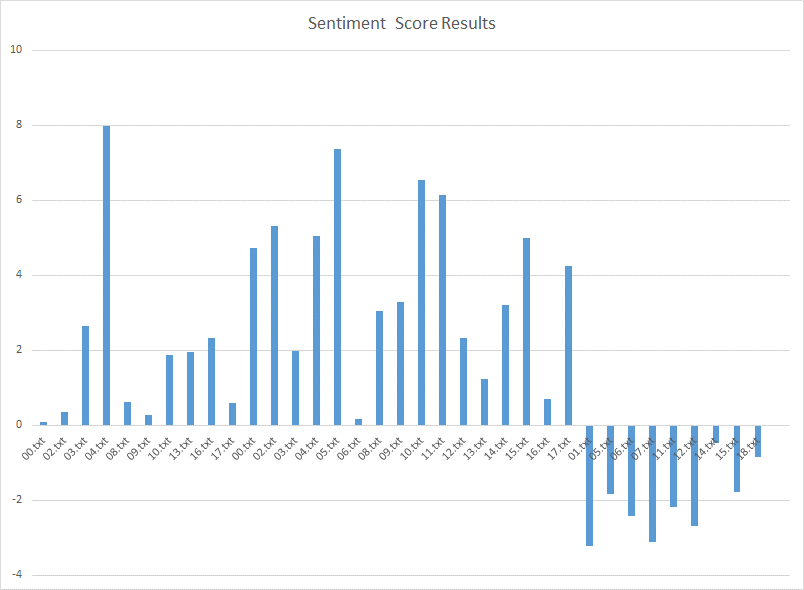 Sentiment  Score Results
10
8
6
4
2
0
-2
-4
00.txt
02.txt
03.txt
04.txt
08.txt
09.txt
10.txt
13.txt
16.txt
17.txt
00.txt
02.txt
03.txt
04.txt
05.txt
06.txt
08.txt
09.txt
10.txt
11.txt
12.txt
13.txt
14.txt
15.txt
16.txt
17.txt
01.txt
05.txt
06.txt
07.txt
11.txt
12.txt
14.txt
15.txt
18.txt